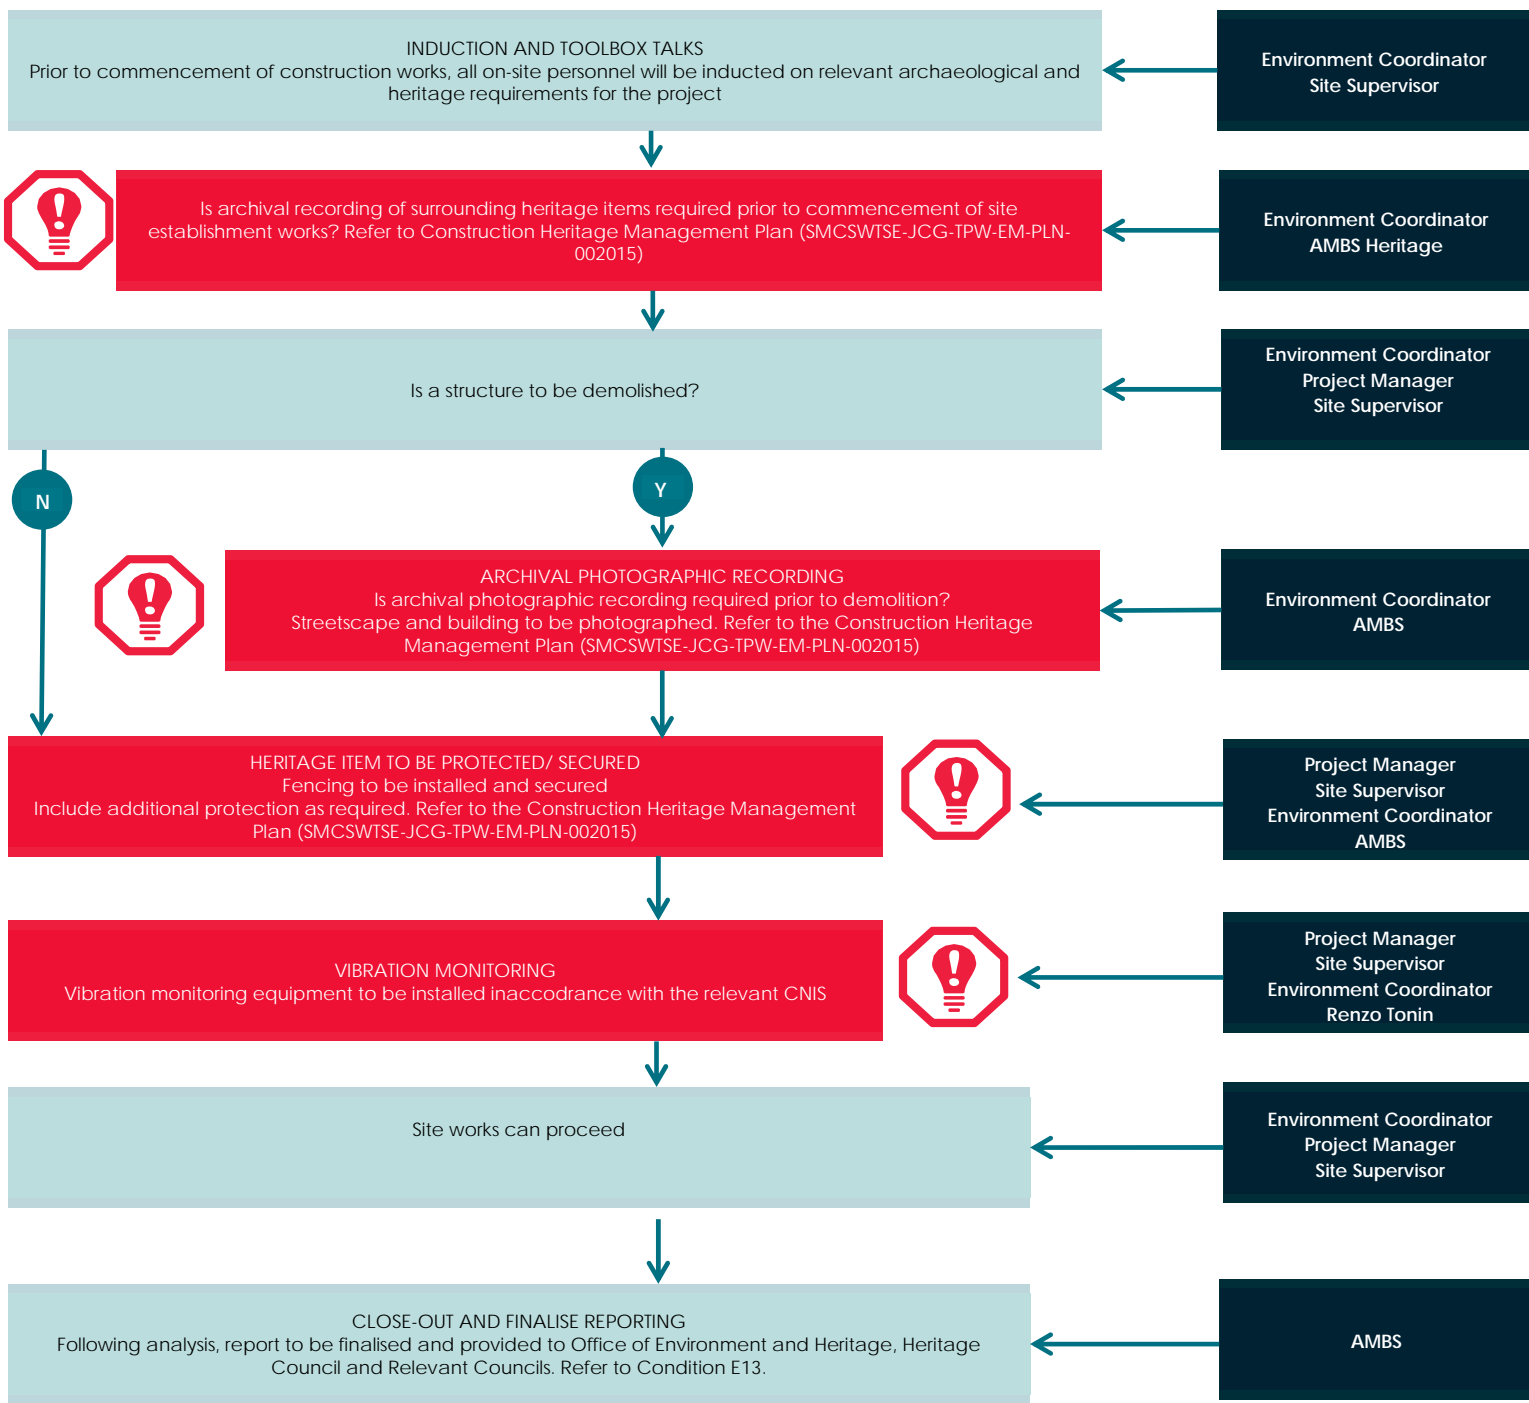 INDUCTION AND TOOLBOX TALKS
Prior to commencement of construction works, all on-site personnel will be inducted on relevant archaeological and
heritage requirements for the project
Environment Coordinator
Site Supervisor
Is archival recording of surrounding heritage items required prior to commencement of site
establishment works? Refer to Construction Heritage Management Plan (SMCSWTSE-JCG-TPW-EM-PLN-
002015)
Environment Coordinator
AMBS Heritage
Is a structure to be demolished?
Environment Coordinator
Project Manager
Site Supervisor
N
Y
ARCHIVAL PHOTOGRAPHIC RECORDING
Is archival photographic recording required prior to demolition?
Streetscape and building to be photographed. Refer to the Construction Heritage
Management Plan (SMCSWTSE-JCG-TPW-EM-PLN-002015)
Environment Coordinator
AMBS
HERITAGE ITEM TO BE PROTECTED/ SECURED
Fencing to be installed and secured
Include additional protection as required. Refer to the Construction Heritage Management
Plan (SMCSWTSE-JCG-TPW-EM-PLN-002015)
Project Manager
Site Supervisor
Environment Coordinator
AMBS
VIBRATION MONITORING
Vibration monitoring equipment to be installed inaccodrance with the relevant CNIS
Project Manager
Site Supervisor
Environment Coordinator
Renzo Tonin
Site works can proceed
Environment Coordinator
Project Manager
Site Supervisor
CLOSE-OUT AND FINALISE REPORTING
Following analysis, report to be finalised and provided to Office of Environment and Heritage, Heritage
Council and Relevant Councils. Refer to Condition E13.
AMBS